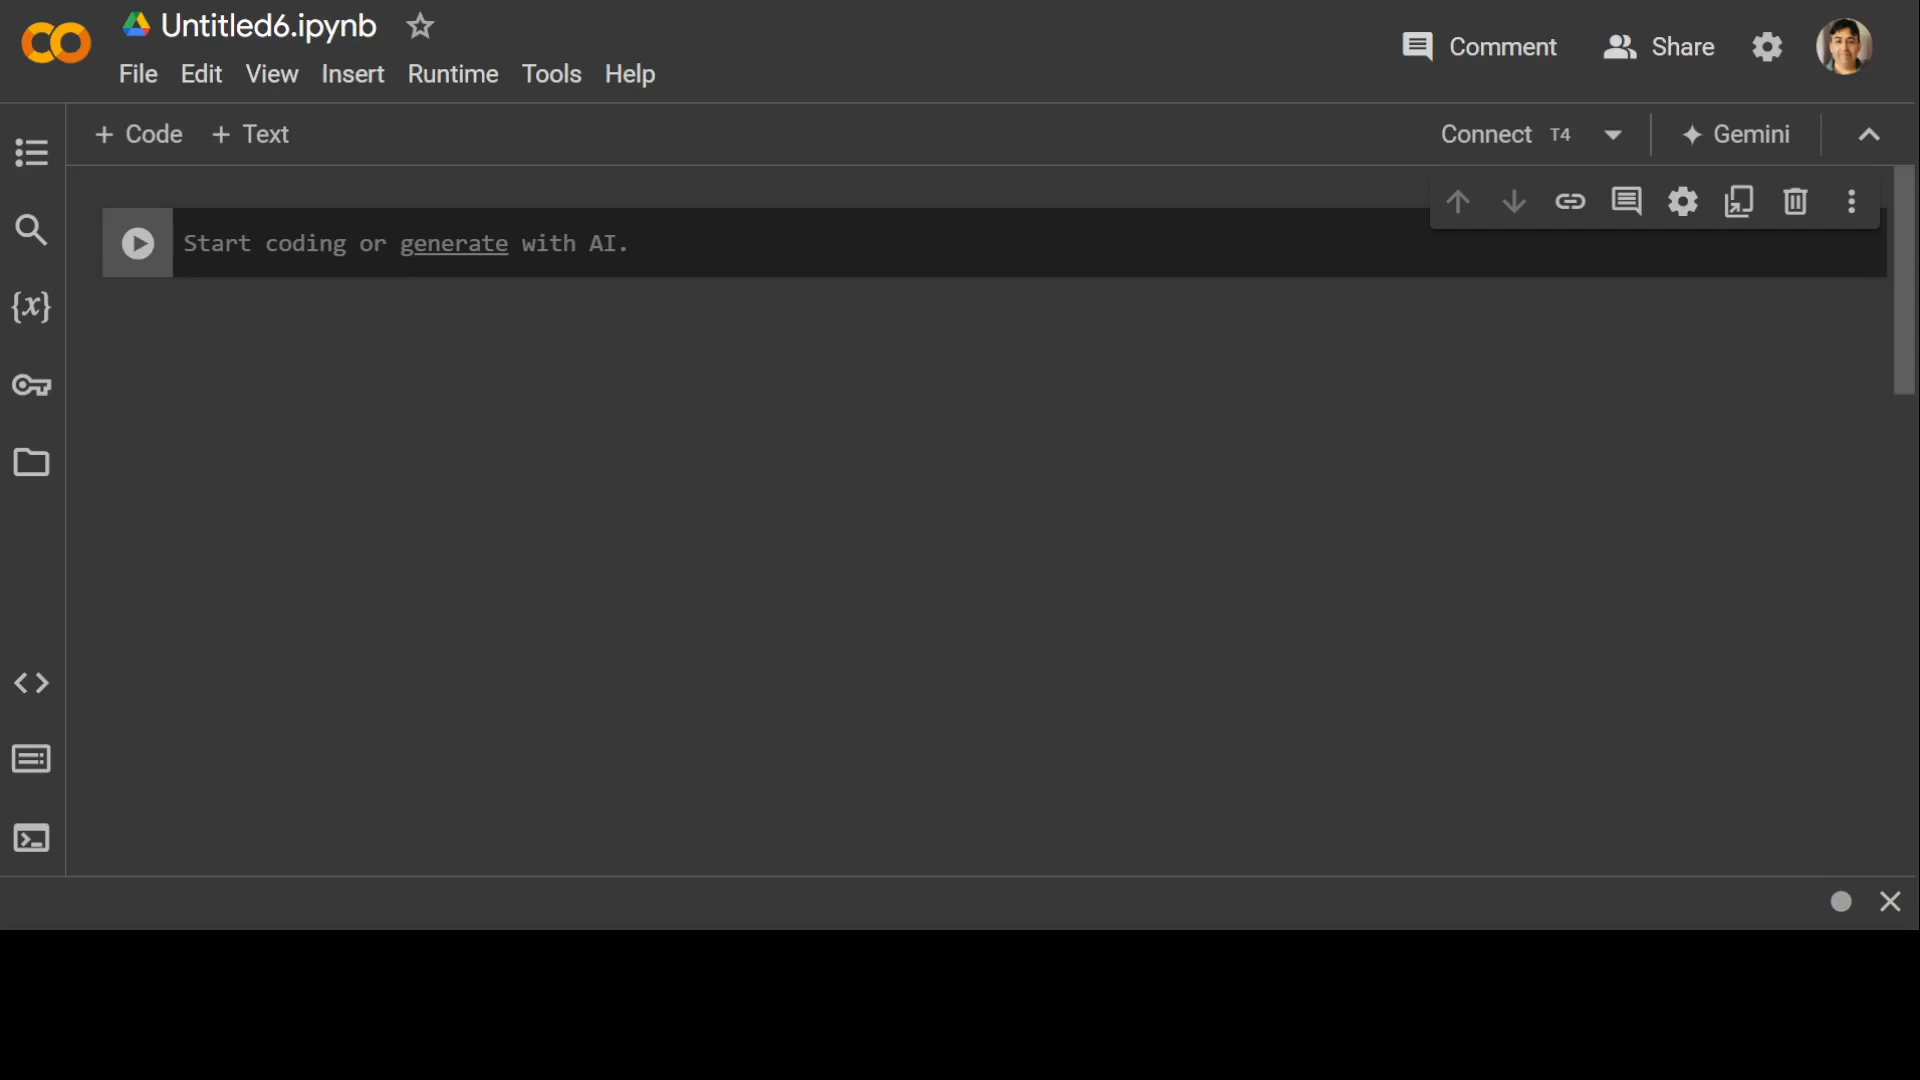 Untitled6.ipynb
File Edit View Insert Runtime Tools Help
Comment Share
+ Code + Text
Connect T4 Gemini
{x}
Start coding or generate with AI.